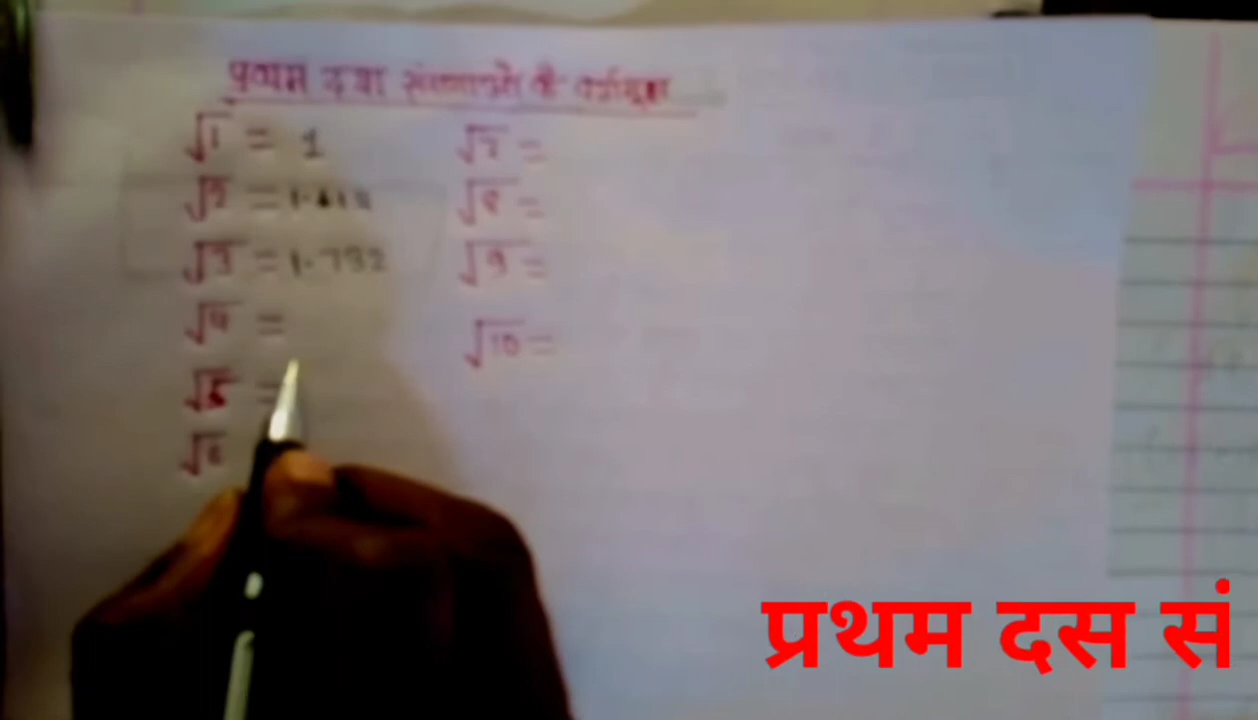 प्रथम दश संख्याओ के वर्गमूल
√1 = 1
√2 = 1.414
√3 = 1.732
√4 =
√5 =
√6
√7 =
√8 =
√9 =
√10 =
प्रथम दस सं